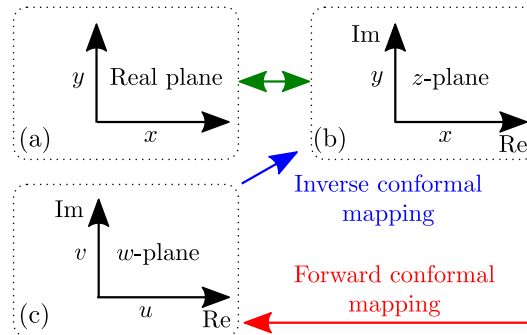 y
Real plane
x
(a)
Im
y
z-plane
x
(b)
Re
Inverse conformal
mapping
Im
v
w-plane
u
(c)
Re
Forward conformal
mapping